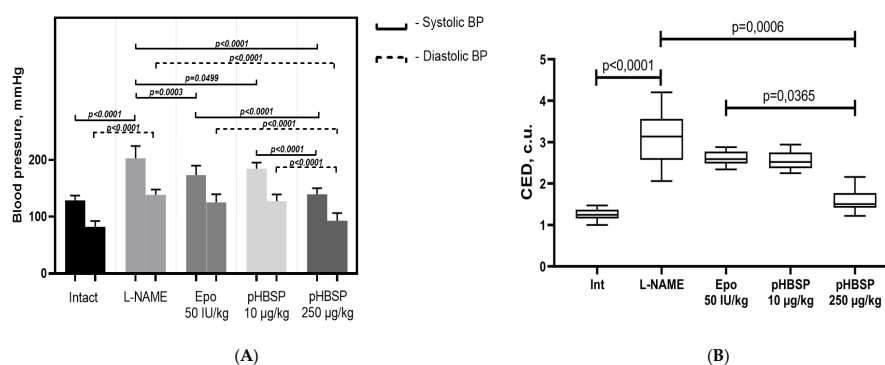 - Systolic BP
- Diastolic BP
Blood pressure, mmHg
p<0.0001
p<0.0001
p=0.0499
p=0.0003
p<0.0001
p<0.0001
p<0.0001
p<0.0001
p<0.0001
p<0.0001
200
100
0
Intact
L-NAME
Epo
50 IU/kg
pHBSP
10 µg/kg
pHBSP
250 µg/kg
(A)
CED, c.u.
p=0,0006
p<0,0001
p=0,0365
5
4
3
2
1
0
Int
L-NAME
Epo
50 IU/kg
pHBSP
10 µg/kg
pHBSP
250 µg/kg
(B)